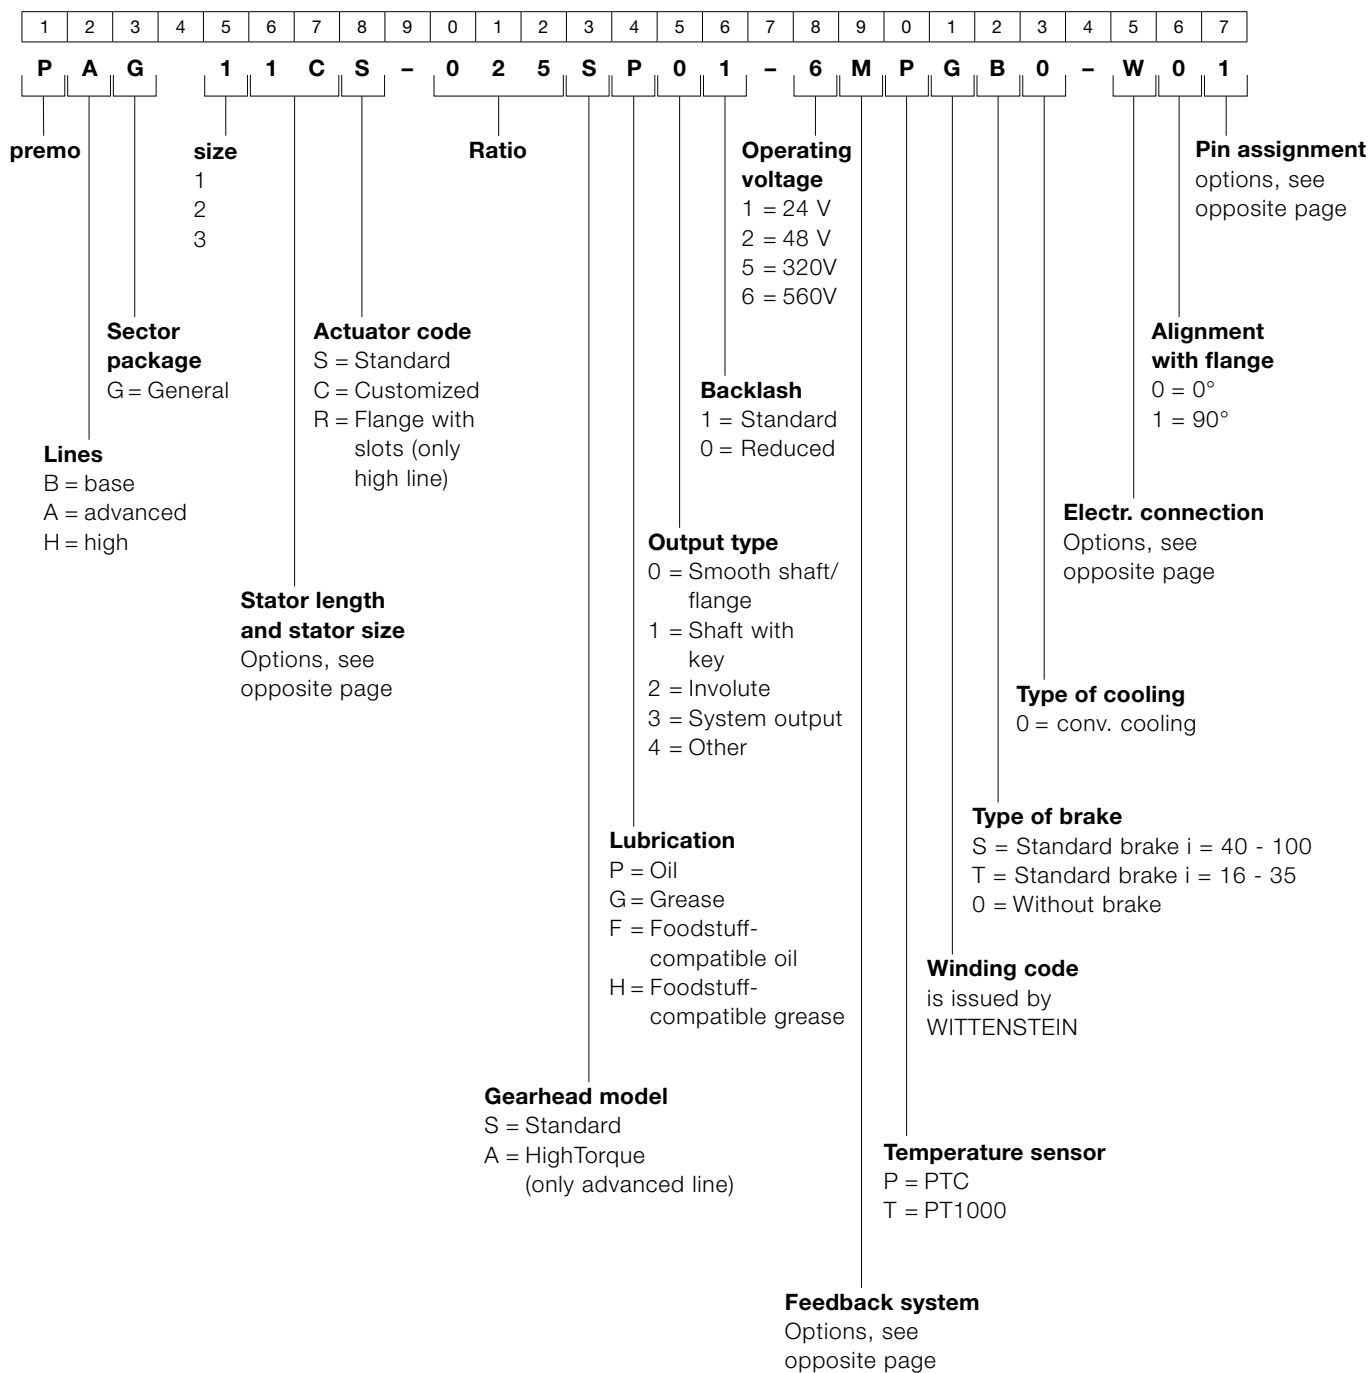 1 2 3 4 5 6 7 8 9 0 1 2 3 4 5 6 7 8 9 0 1 2 3 4 5 6 7
P A G 1 1 C S – 0 2 5 S P 0 1 – 6 M P G B 0 – W 0 1
premo
size
1
2
3
Ratio
Operating
voltage
1 = 24 V
2 = 48 V
5 = 320V
6 = 560V
Pin assignment
options, see
opposite page
Sector
package
G = General
Actuator code
S = Standard
C = Customized
R = Flange with
slots (only
high line)
Backlash
1 = Standard
0 = Reduced
Alignment
with flange
0 = 0°
1 = 90°
Lines
B = base
A = advanced
H = high
Electr. connection
Options, see
opposite page
Output type
0 = Smooth shaft/
flange
1 = Shaft with
key
2 = Involute
3 = System output
4 = Other
Stator length
and stator size
Options, see
opposite page
Type of cooling
0 = conv. cooling
Type of brake
S = Standard brake i = 40 - 100
T = Standard brake i = 16 - 35
0 = Without brake
Lubrication
P = Oil
G = Grease
F = Foodstuff-
compatible oil
H = Foodstuff-
compatible grease
Winding code
is issued by
WITTENSTEIN
Gearhead model
S = Standard
A = HighTorque
(only advanced line)
Temperature sensor
P = PTC
T = PT1000
Feedback system
Options, see
opposite page